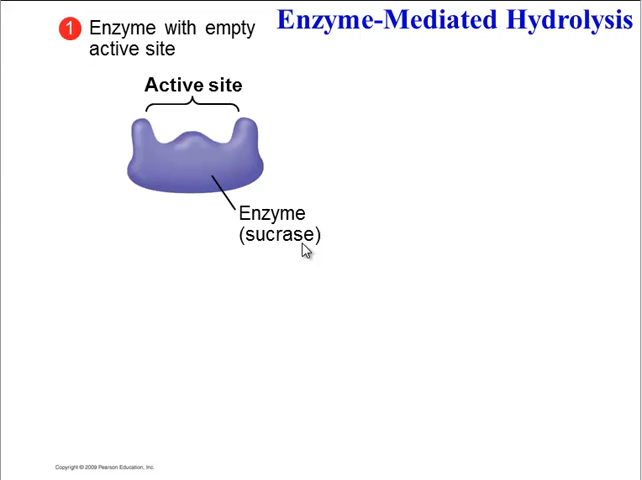 Enzyme-Mediated Hydrolysis
1 Enzyme with empty
active site
Active site
Enzyme
(sucrase)
Copyright © 2009 Pearson Education, Inc.